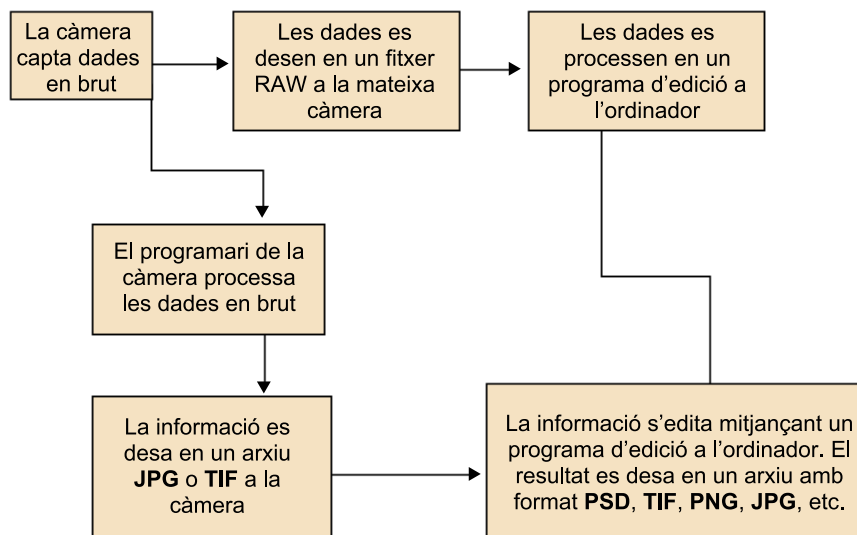 La càmera
capta dades
en brut
Les dades es
desen en un fitxer
RAW a la mateixa
càmera
Les dades es
processen en un
programa d'edició a
l'ordinador
El programari de la
càmera processa
les dades en brut
La informació es
desa en un arxiu
JPG o TIF a la
càmera
La informació s'edita mitjançant un
programa d'edició a l'ordinador. El
resultat es desa en un arxiu amb
format PSD, TIF, PNG, JPG, etc.